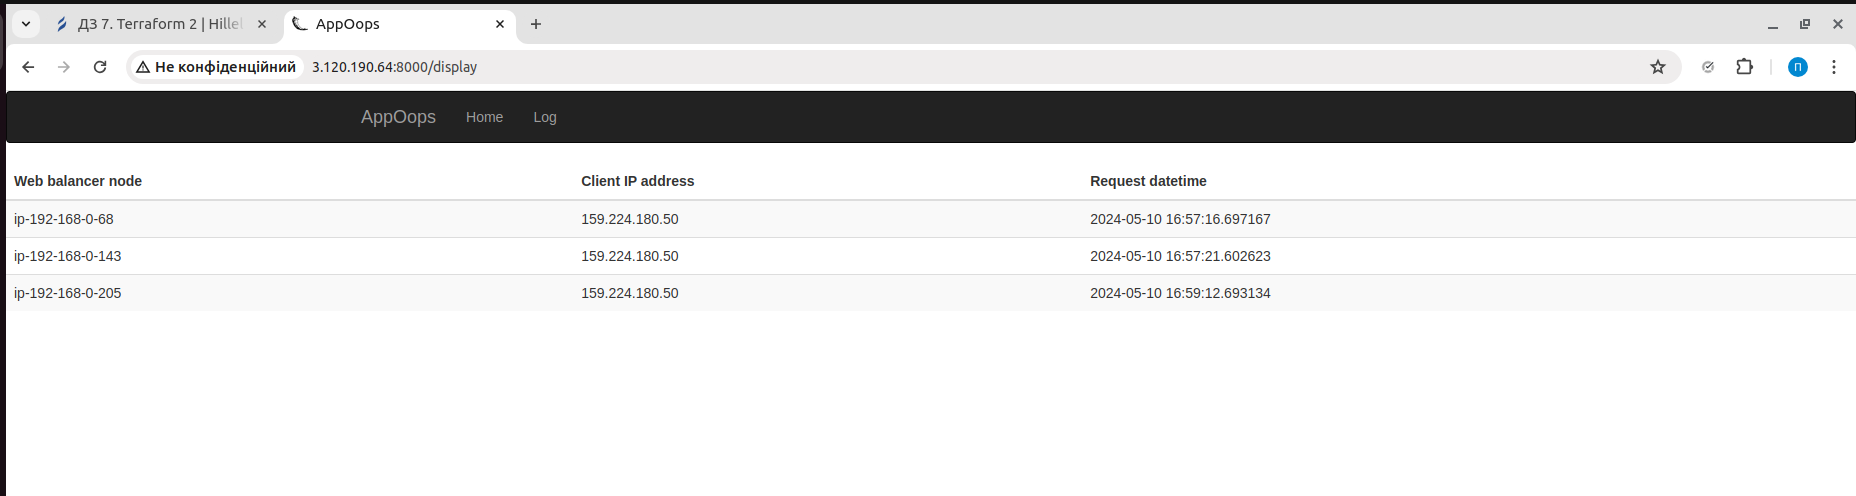 ДЗ 7. Terraform 2 | Hillel
AppOops
Не конфіденційний
3.120.190.64:8000/display
П
AppOops Home Log
Web balancer node Client IP address Request datetime
ip-192-168-0-68 159.224.180.50 2024-05-10 16:57:16.697167
ip-192-168-0-143 159.224.180.50 2024-05-10 16:57:21.602623
ip-192-168-0-205 159.224.180.50 2024-05-10 16:59:12.693134